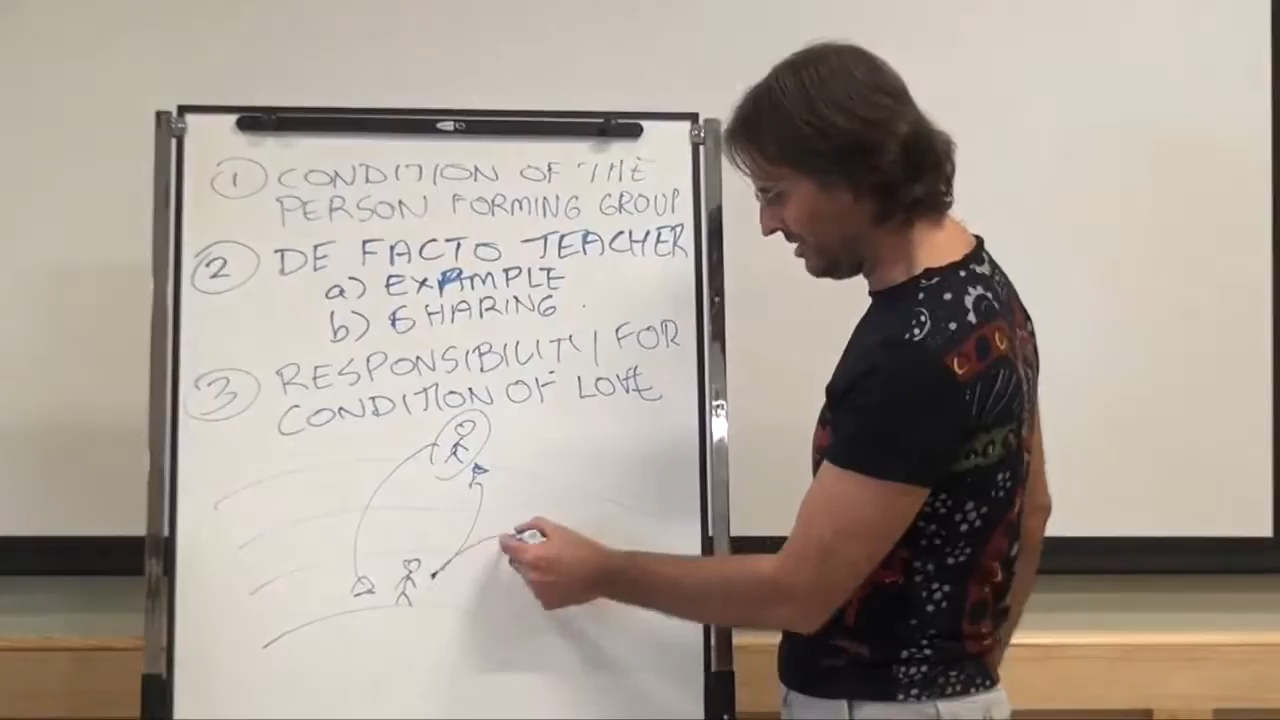 ① CONDITION OF THE
PERSON FORMING GROUP
② DE FACTO TEACHER
a) EXAMPLE
b) SHARING
③ RESPONSIBILITY FOR
CONDITION OF LOVE